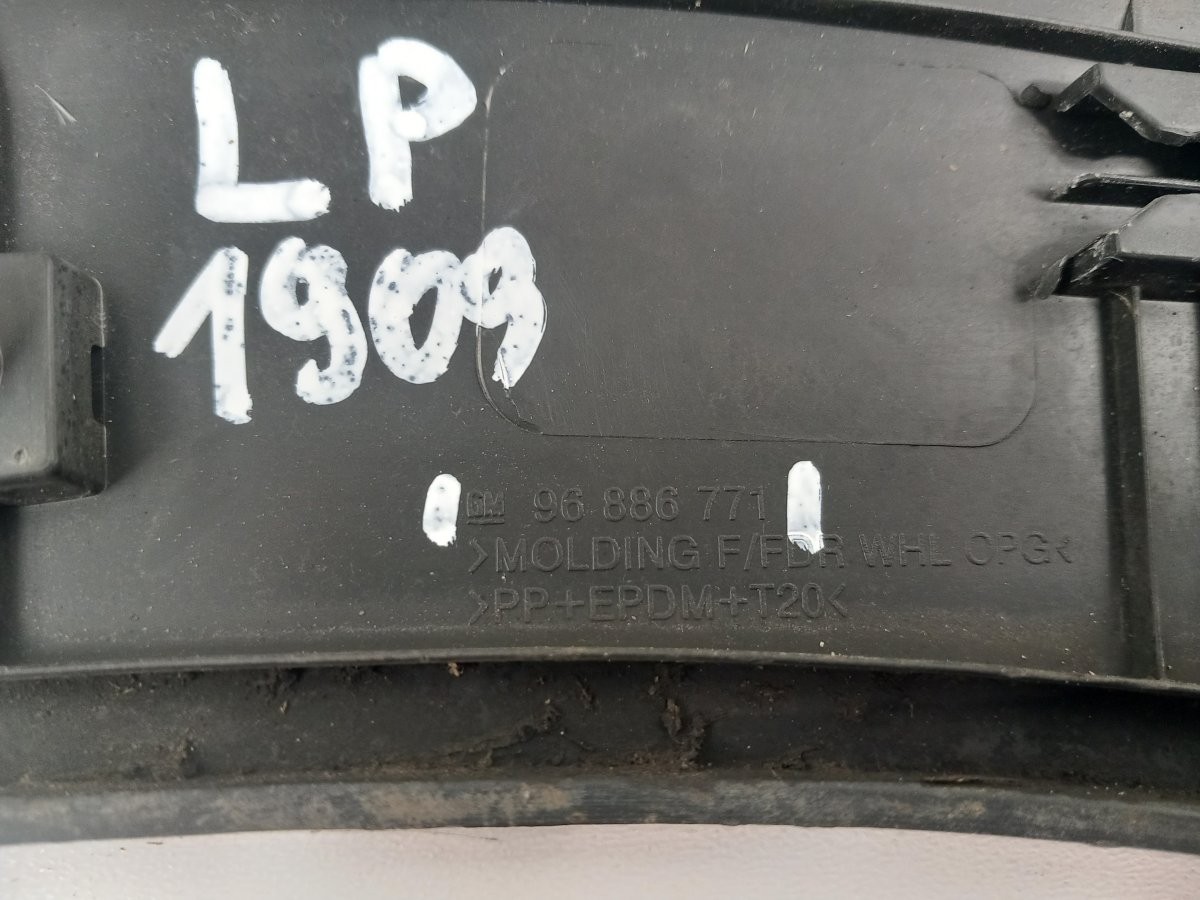 LP
1909
GM 96 886 771
>MOLDING F/FDR WHL OPG<
>PP+EPDM+T20<